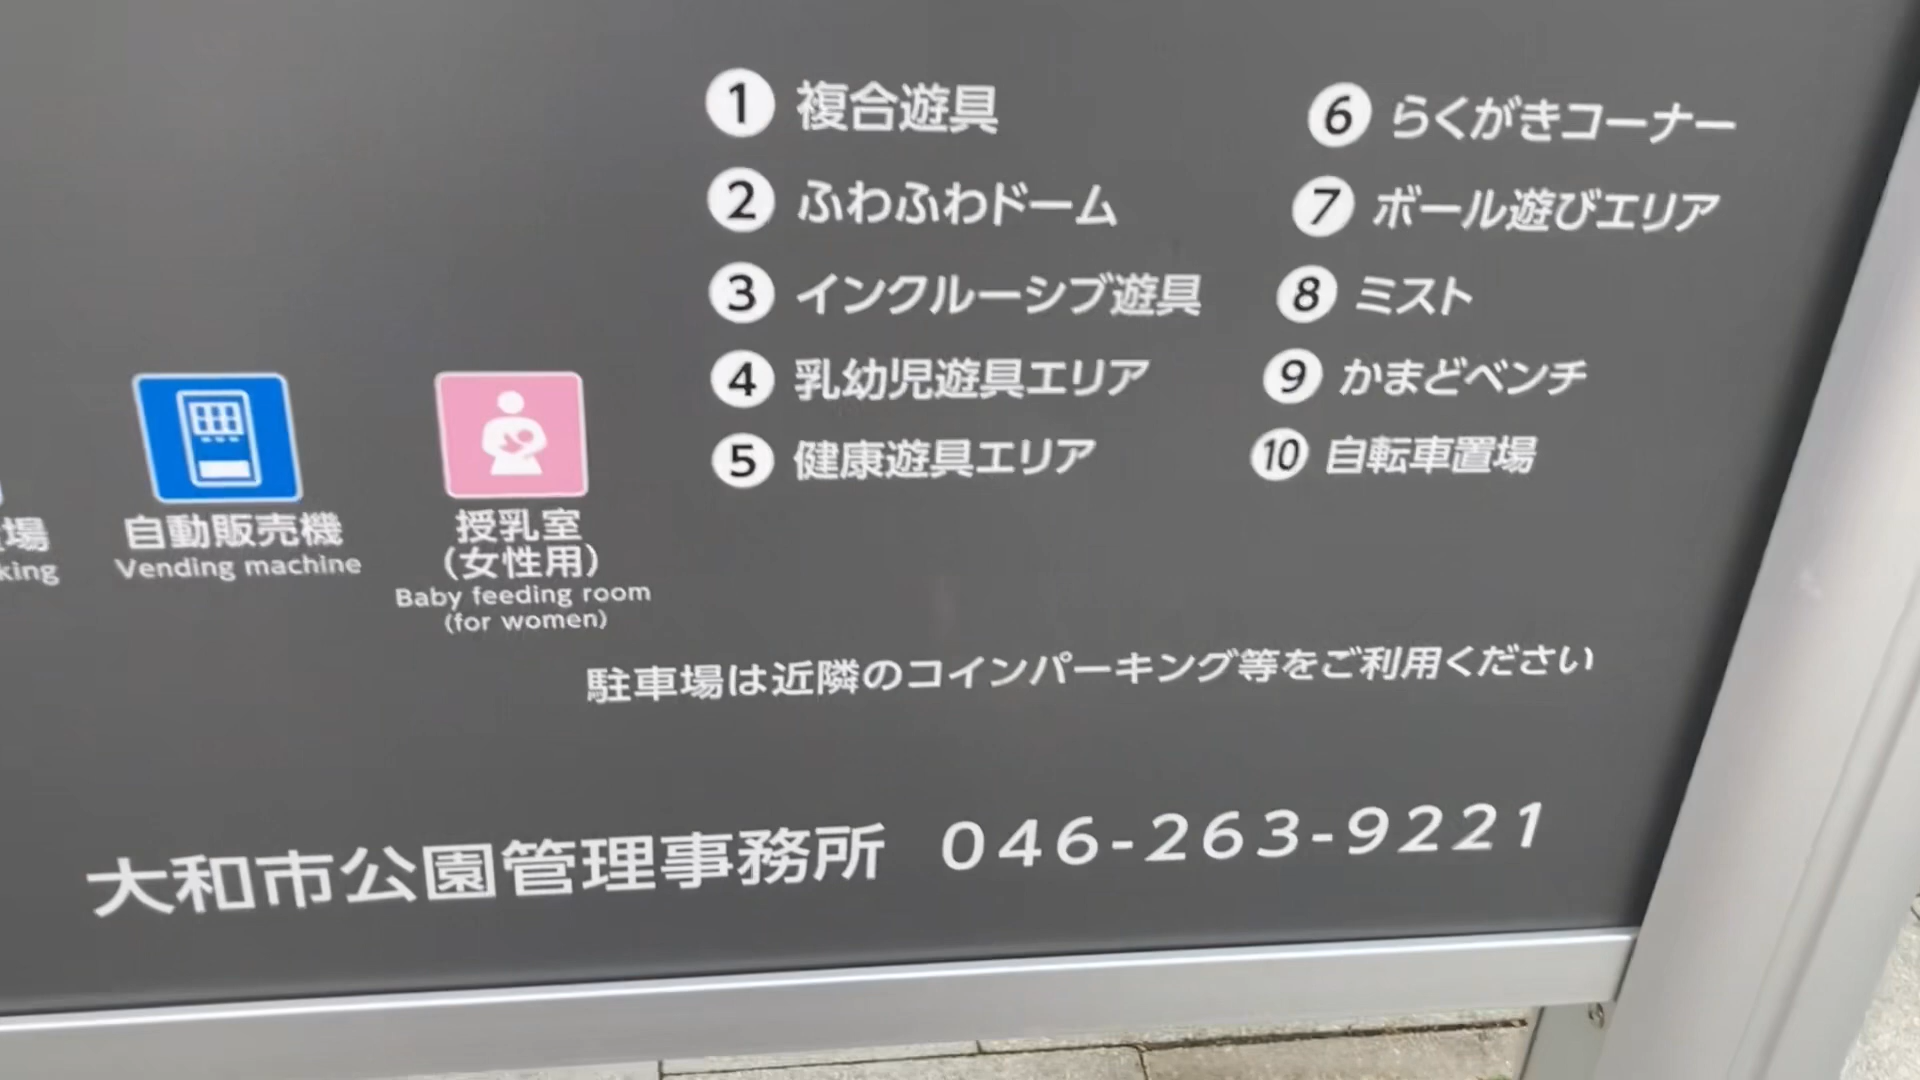 ① 複合遊具
② ふわふわドーム
③ インクルーシブ遊具
④ 乳幼児遊具エリア
⑤ 健康遊具エリア
⑥ らくがきコーナー
⑦ ボール遊びエリア
⑧ ミスト
⑨ かまどベンチ
⑩ 自転車置場
場
king
自動販売機
Vending machine
授乳室
(女性用)
Baby feeding room
(for women)
駐車場は近隣のコインパーキング等をご利用ください
大和市公園管理事務所 046-263-9221